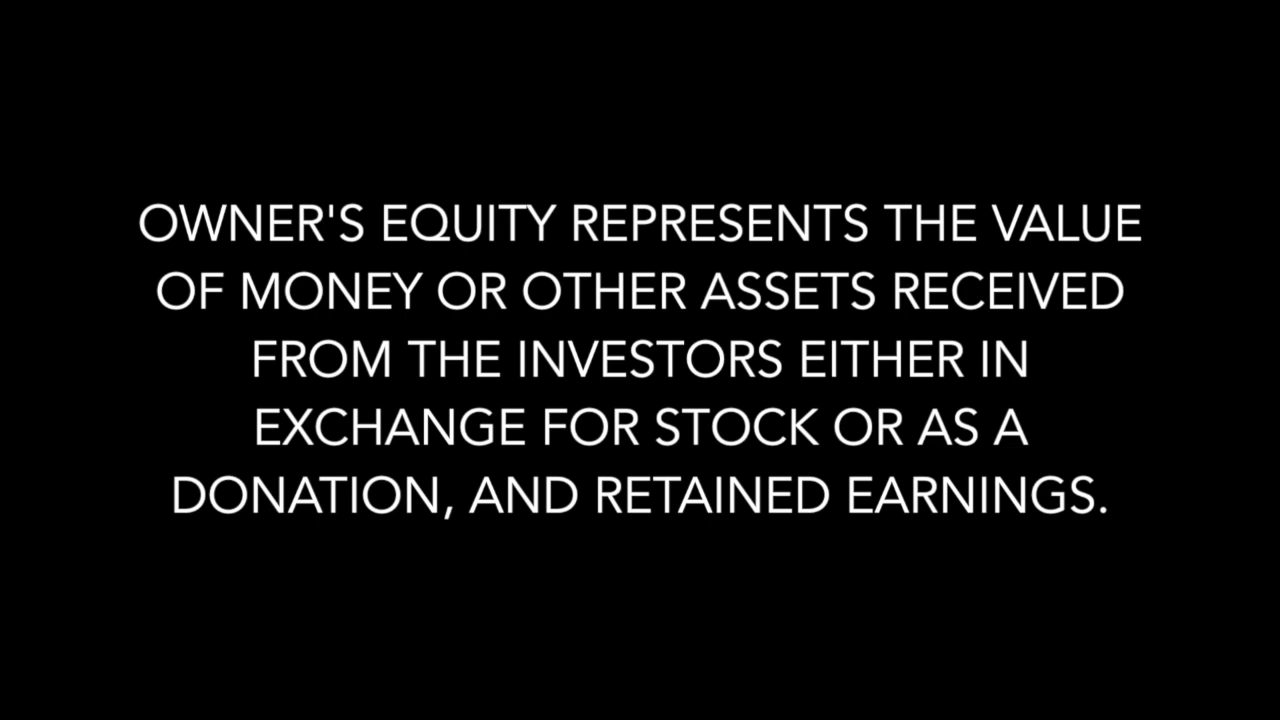 OWNER'S EQUITY REPRESENTS THE VALUE
OF MONEY OR OTHER ASSETS RECEIVED
FROM THE INVESTORS EITHER IN
EXCHANGE FOR STOCK OR AS A
DONATION, AND RETAINED EARNINGS.